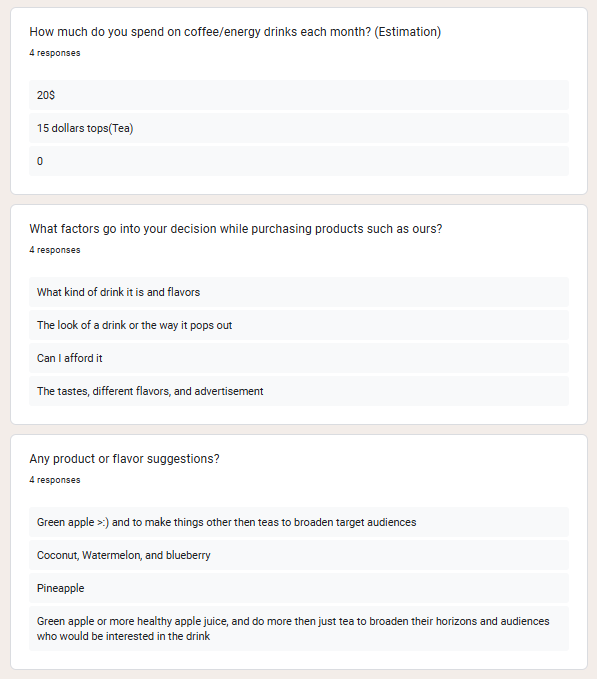 How much do you spend on coffee/energy drinks each month? (Estimation)
4 responses
20$
15 dollars tops(Tea)
0
What factors go into your decision while purchasing products such as ours?
4 responses
What kind of drink it is and flavors
The look of a drink or the way it pops out
Can I afford it
The tastes, different flavors, and advertisement
Any product or flavor suggestions?
4 responses
Green apple >:) and to make things other then teas to broaden target audiences
Coconut, Watermelon, and blueberry
Pineapple
Green apple or more healthy apple juice, and do more then just tea to broaden their horizons and audiences
who would be interested in the drink